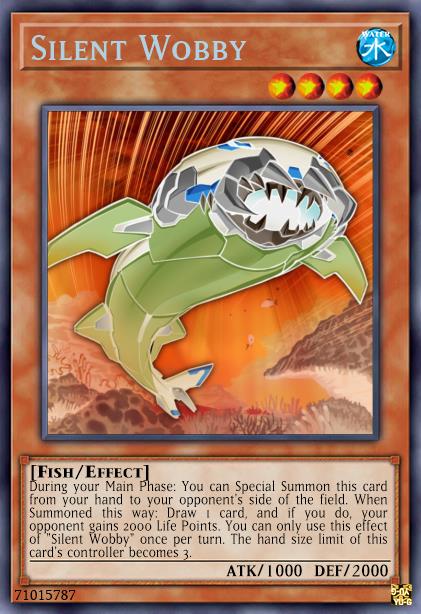 Silent Wobby
WATER
水
[Fish/Effect]
During your Main Phase: You can Special Summon this card
from your hand to your opponent's side of the field. When
Summoned this way: Draw 1 card, and if you do, your
opponent gains 2000 Life Points. You can only use this effect
of "Silent Wobby" once per turn. The hand size limit of this
card's controller becomes 3.
ATK/1000 DEF/2000
71015787